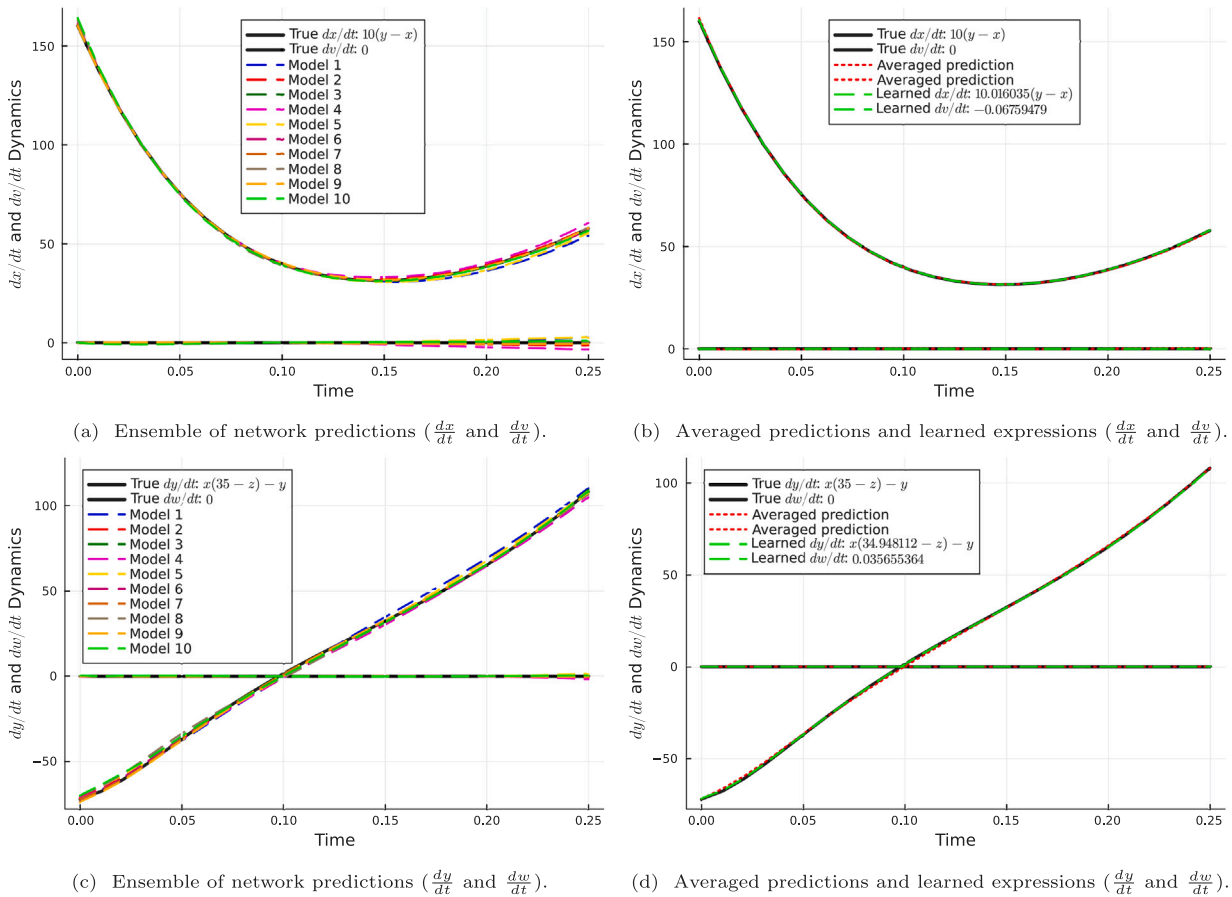 dx/dt and dv/dt Dynamics
150
100
50
0
0.00 0.05 0.10 0.15 0.20 0.25
Time
True dx/dt: 10(y − x)
True dv/dt: 0
Model 1
Model 2
Model 3
Model 4
Model 5
Model 6
Model 7
Model 8
Model 9
Model 10
(a) Ensemble of network predictions (dx/dt and dv/dt).
dx/dt and dv/dt Dynamics
150
100
50
0
0.00 0.05 0.10 0.15 0.20 0.25
Time
True dx/dt: 10(y − x)
True dv/dt: 0
Averaged prediction
Averaged prediction
Learned dx/dt: 10.016035(y − x)
Learned dv/dt: −0.06759479
(b) Averaged predictions and learned expressions (dx/dt and dv/dt).
dy/dt and dw/dt Dynamics
100
50
0
−50
0.00 0.05 0.10 0.15 0.20 0.25
Time
True dy/dt: x(35 − z) − y
True dw/dt: 0
Model 1
Model 2
Model 3
Model 4
Model 5
Model 6
Model 7
Model 8
Model 9
Model 10
(c) Ensemble of network predictions (dy/dt and dw/dt).
dy/dt and dw/dt Dynamics
100
50
0
−50
0.00 0.05 0.10 0.15 0.20 0.25
Time
True dy/dt: x(35 − z) − y
True dw/dt: 0
Averaged prediction
Averaged prediction
Learned dy/dt: x(34.948112 − z) − y
Learned dw/dt: 0.035655364
(d) Averaged predictions and learned expressions (dy/dt and dw/dt).